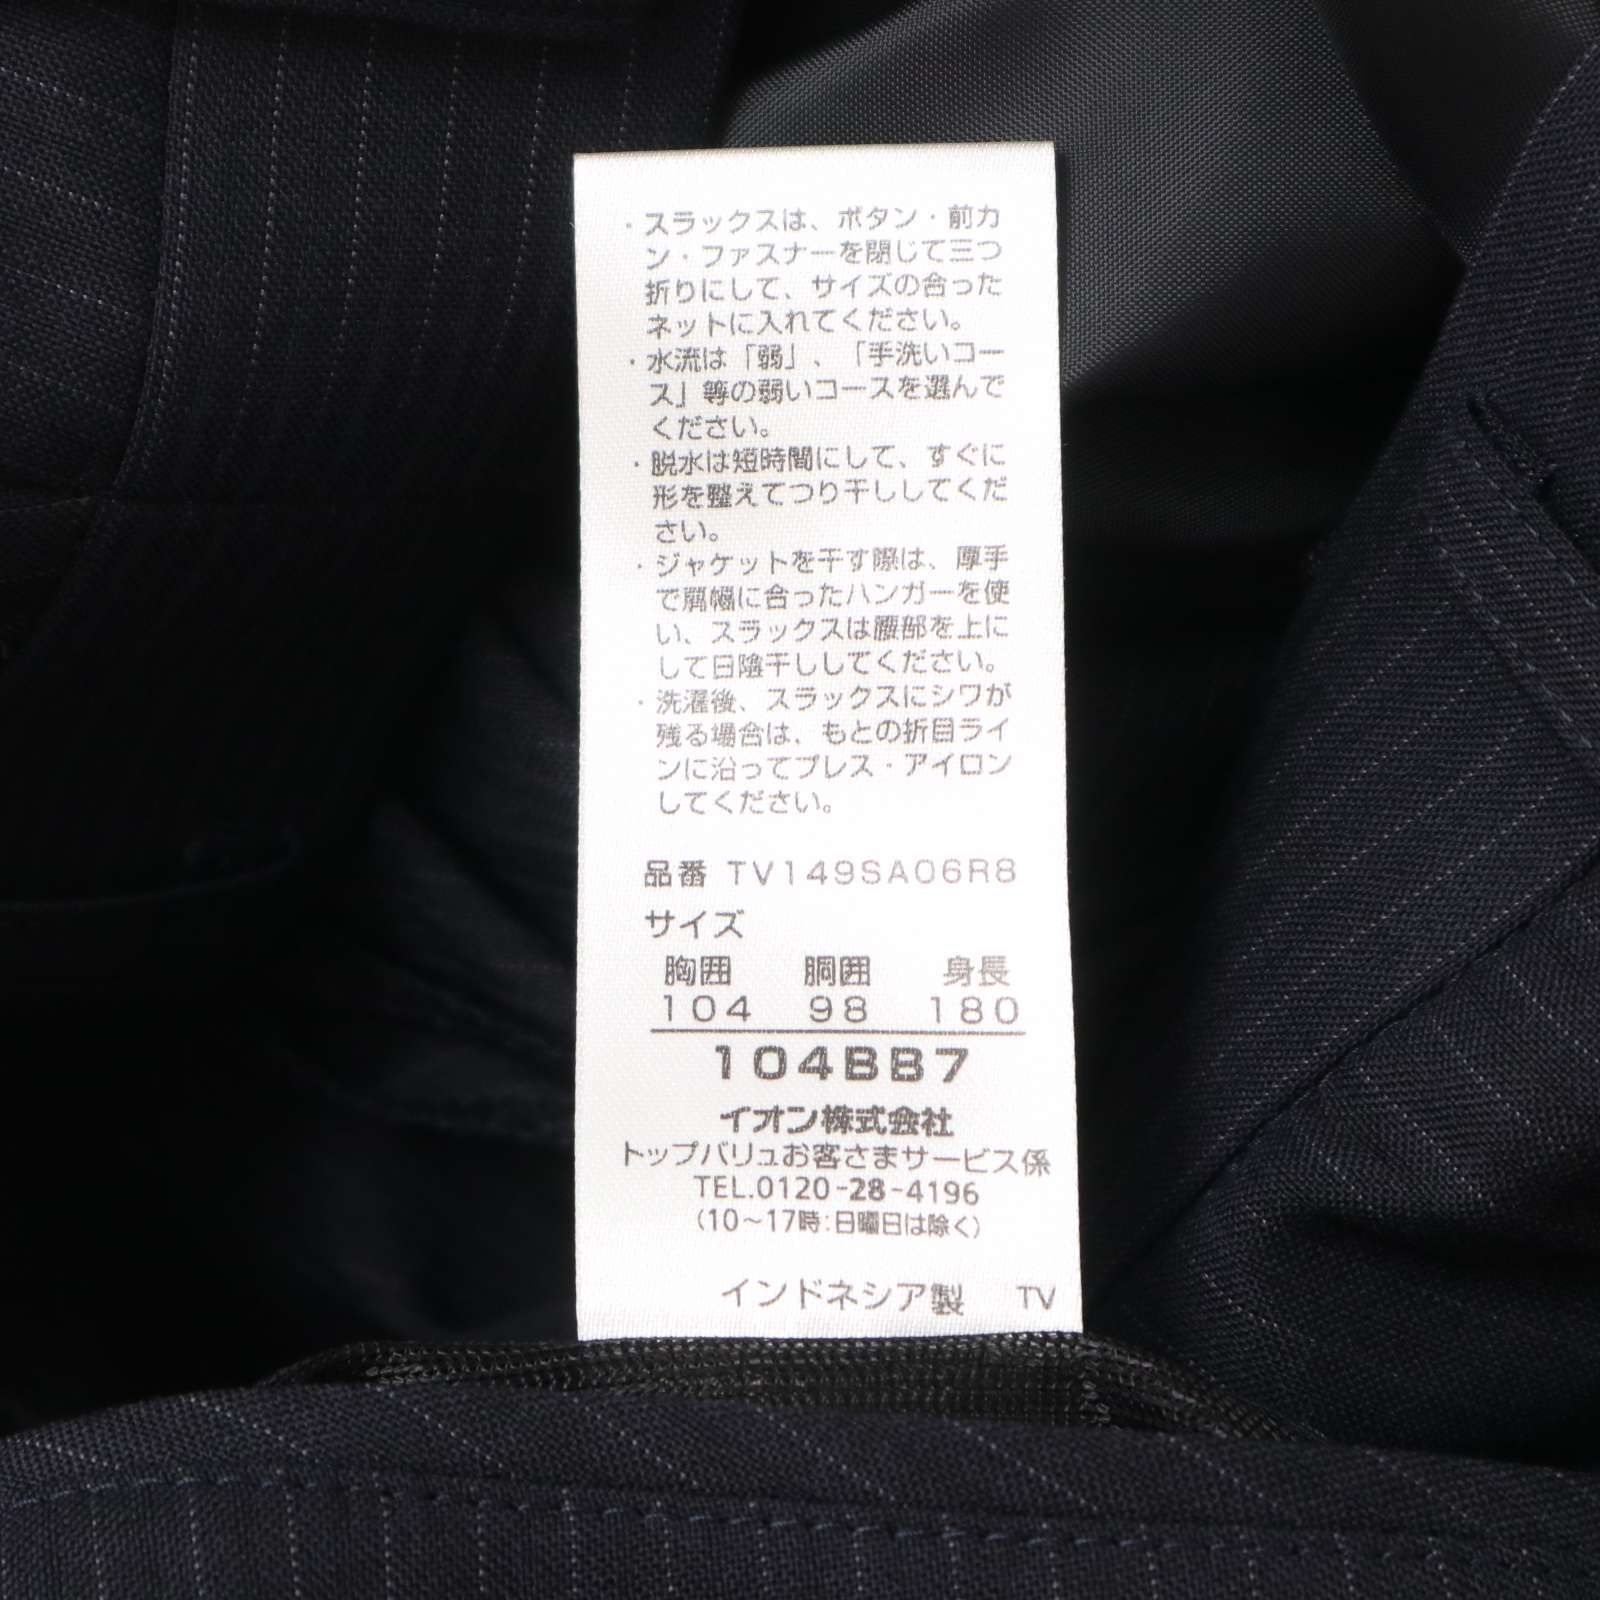 ・スラックスは、ボタン・前カ
ン・ファスナーを閉じて三つ
折りにして、サイズの合った
ネットに入れてください。
・水流は「弱」、「手洗いコー
ス」等の弱いコースを選んで
ください。
・脱水は短時間にして、すぐに
形を整えてつり干ししてくだ
さい。
・ジャケットを干す際は、厚手
で肩幅に合ったハンガーを使
い、スラックスは腰部を上に
して日陰干ししてください。
・洗濯後、スラックスにシワが
残る場合は、もとの折目ライ
ンに沿ってプレス・アイロン
してください。
品番 TV149SA06R8
サイズ
胸囲 胴囲 身長
104 98 180
104BB7
イオン株式会社
トップバリュお客さまサービス係
TEL.0120-28-4196
(10〜17時:日曜日は除く)
インドネシア製 TV